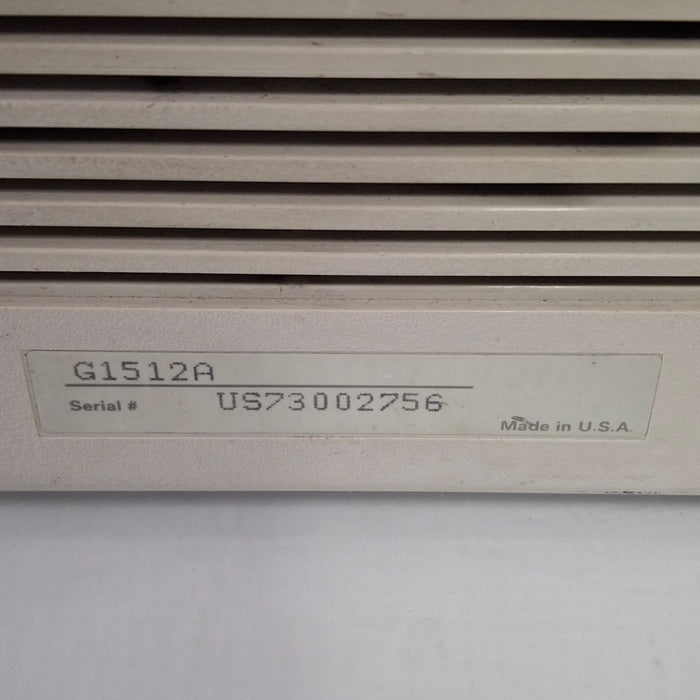 G1512A
Serial # US73002756
Made in U.S.A.